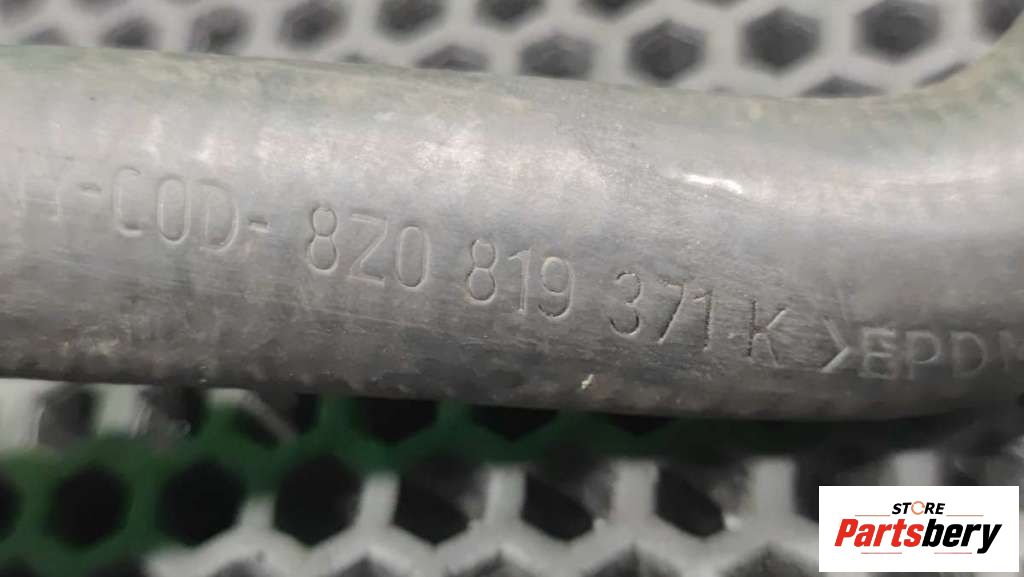 -COD- 8Z0 819 371 K >EPDM
STORE
Partsbery